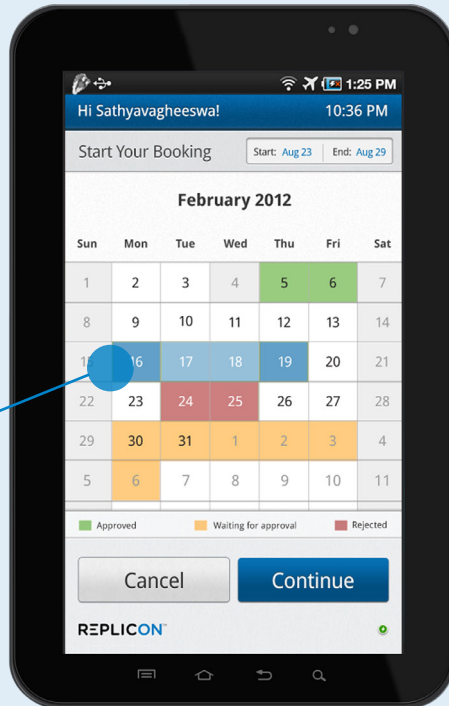 1:25 PM
Hi Sathyavagheeswa! 10:36 PM
Start Your Booking Start: Aug 23 End: Aug 29
February 2012
Sun Mon Tue Wed Thu Fri Sat
1 2 3 4 5 6 7
8 9 10 11 12 13 14
15 16 17 18 19 20 21
22 23 24 25 26 27 28
29 30 31 1 2 3 4
5 6 7 8 9 10 11
Approved Waiting for approval Rejected
Cancel Continue
REPLICON